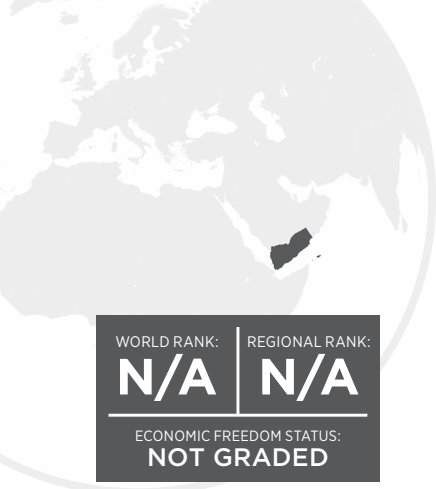 WORLD RANK:
N/A
REGIONAL RANK:
N/A
ECONOMIC FREEDOM STATUS:
NOT GRADED